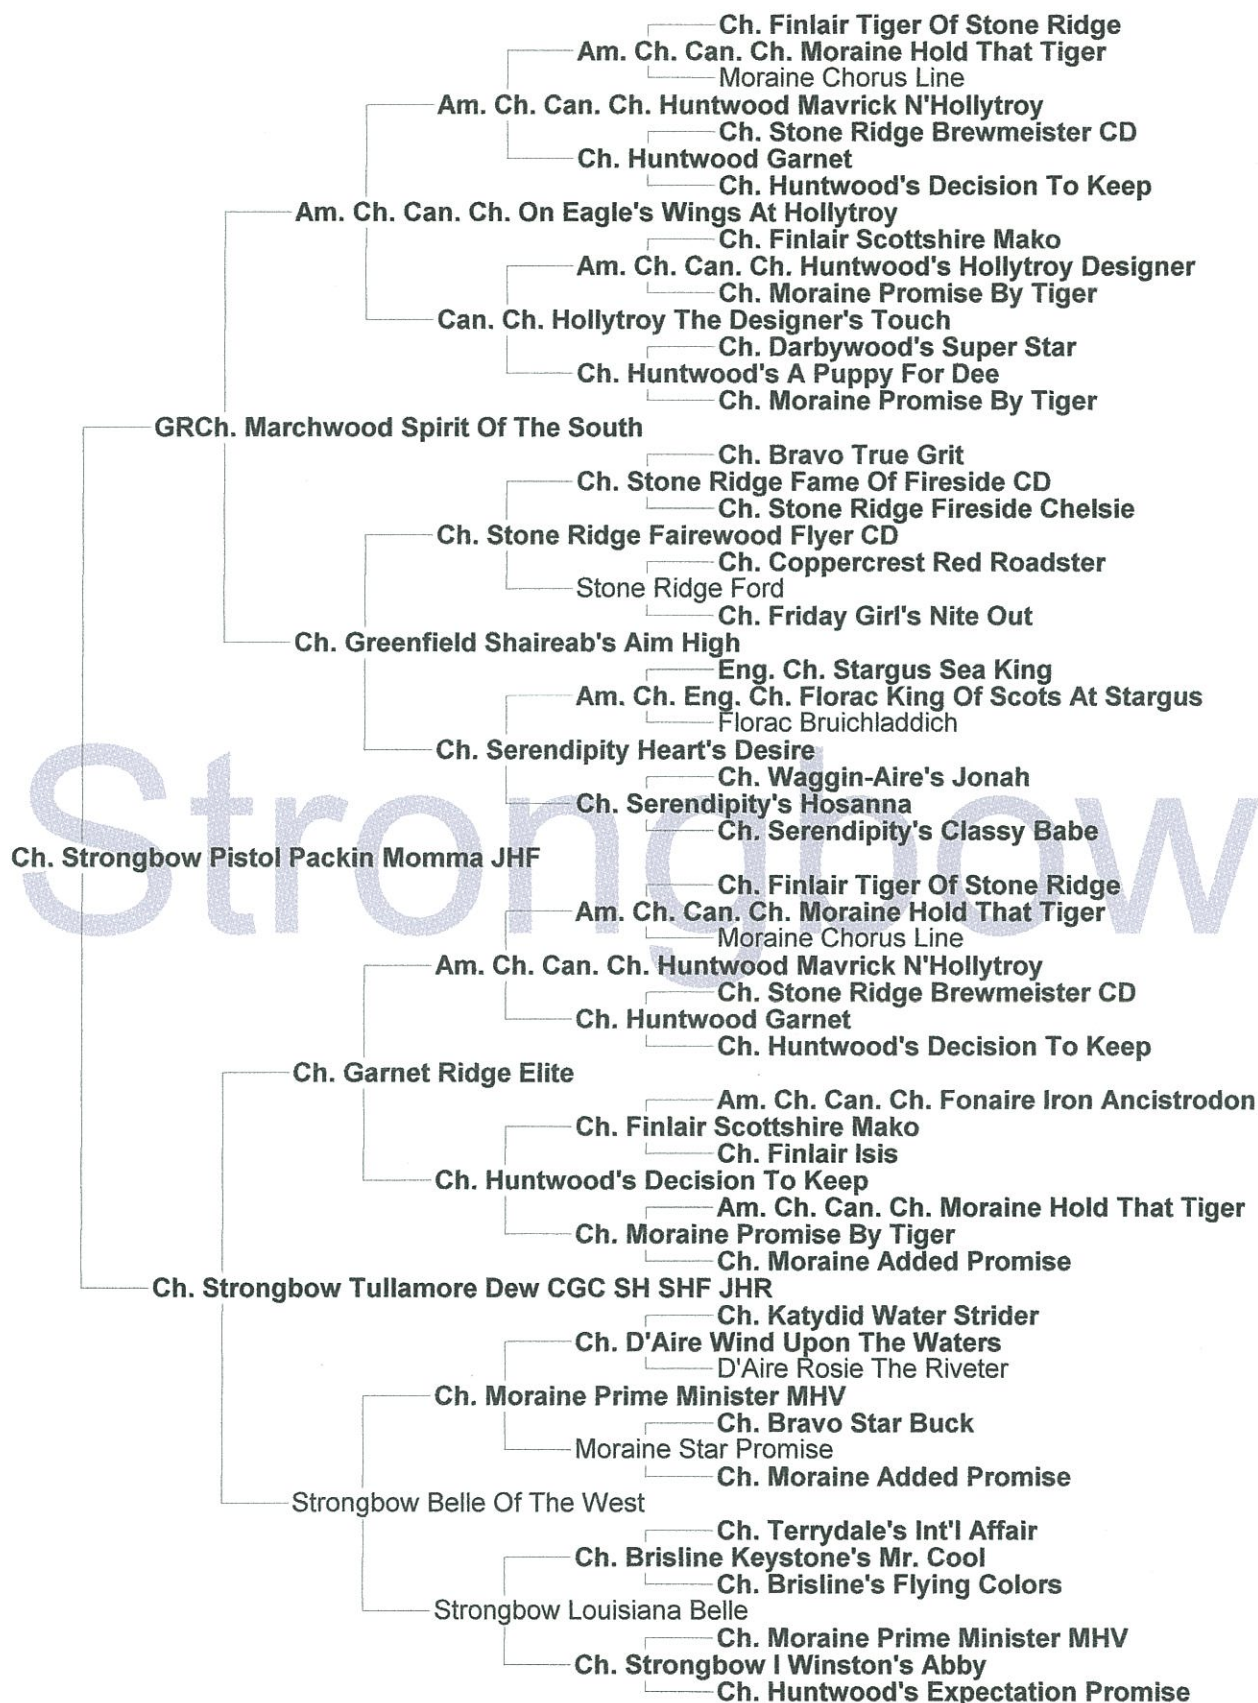 Ch. Finlair Tiger Of Stone Ridge
Am. Ch. Can. Ch. Moraine Hold That Tiger
Moraine Chorus Line
Am. Ch. Can. Ch. Huntwood Mavrick N'Hollytroy
Ch. Stone Ridge Brewmeister CD
Ch. Huntwood Garnet
Ch. Huntwood's Decision To Keep
Am. Ch. Can. Ch. On Eagle's Wings At Hollytroy
Ch. Finlair Scottshire Mako
Am. Ch. Can. Ch. Huntwood's Hollytroy Designer
Ch. Moraine Promise By Tiger
Can. Ch. Hollytroy The Designer's Touch
Ch. Darbywood's Super Star
Ch. Huntwood's A Puppy For Dee
Ch. Moraine Promise By Tiger
GRCh. Marchwood Spirit Of The South
Ch. Bravo True Grit
Ch. Stone Ridge Fame Of Fireside CD
Ch. Stone Ridge Fireside Chelsie
Ch. Stone Ridge Fairewood Flyer CD
Ch. Coppercrest Red Roadster
Stone Ridge Ford
Ch. Friday Girl's Nite Out
Ch. Greenfield Shaireab's Aim High
Eng. Ch. Stargus Sea King
Am. Ch. Eng. Ch. Florac King Of Scots At Stargus
Florac Bruichladdich
Ch. Serendipity Heart's Desire
Ch. Waggin-Aire's Jonah
Ch. Serendipity's Hosanna
Ch. Serendipity's Classy Babe
Strongbow
Ch. Strongbow Pistol Packin Momma JHF
Ch. Finlair Tiger Of Stone Ridge
Am. Ch. Can. Ch. Moraine Hold That Tiger
Moraine Chorus Line
Am. Ch. Can. Ch. Huntwood Mavrick N'Hollytroy
Ch. Stone Ridge Brewmeister CD
Ch. Huntwood Garnet
Ch. Huntwood's Decision To Keep
Ch. Garnet Ridge Elite
Am. Ch. Can. Ch. Fonaire Iron Ancistrodon
Ch. Finlair Scottshire Mako
Ch. Finlair Isis
Ch. Huntwood's Decision To Keep
Am. Ch. Can. Ch. Moraine Hold That Tiger
Ch. Moraine Promise By Tiger
Ch. Moraine Added Promise
Ch. Strongbow Tullamore Dew CGC SH SHF JHR
Ch. Katydid Water Strider
Ch. D'Aire Wind Upon The Waters
D'Aire Rosie The Riveter
Ch. Moraine Prime Minister MHV
Ch. Bravo Star Buck
Moraine Star Promise
Ch. Moraine Added Promise
Strongbow Belle Of The West
Ch. Terrydale's Int'l Affair
Ch. Brisline Keystone's Mr. Cool
Ch. Brisline's Flying Colors
Strongbow Louisiana Belle
Ch. Moraine Prime Minister MHV
Ch. Strongbow I Winston's Abby
Ch. Huntwood's Expectation Promise